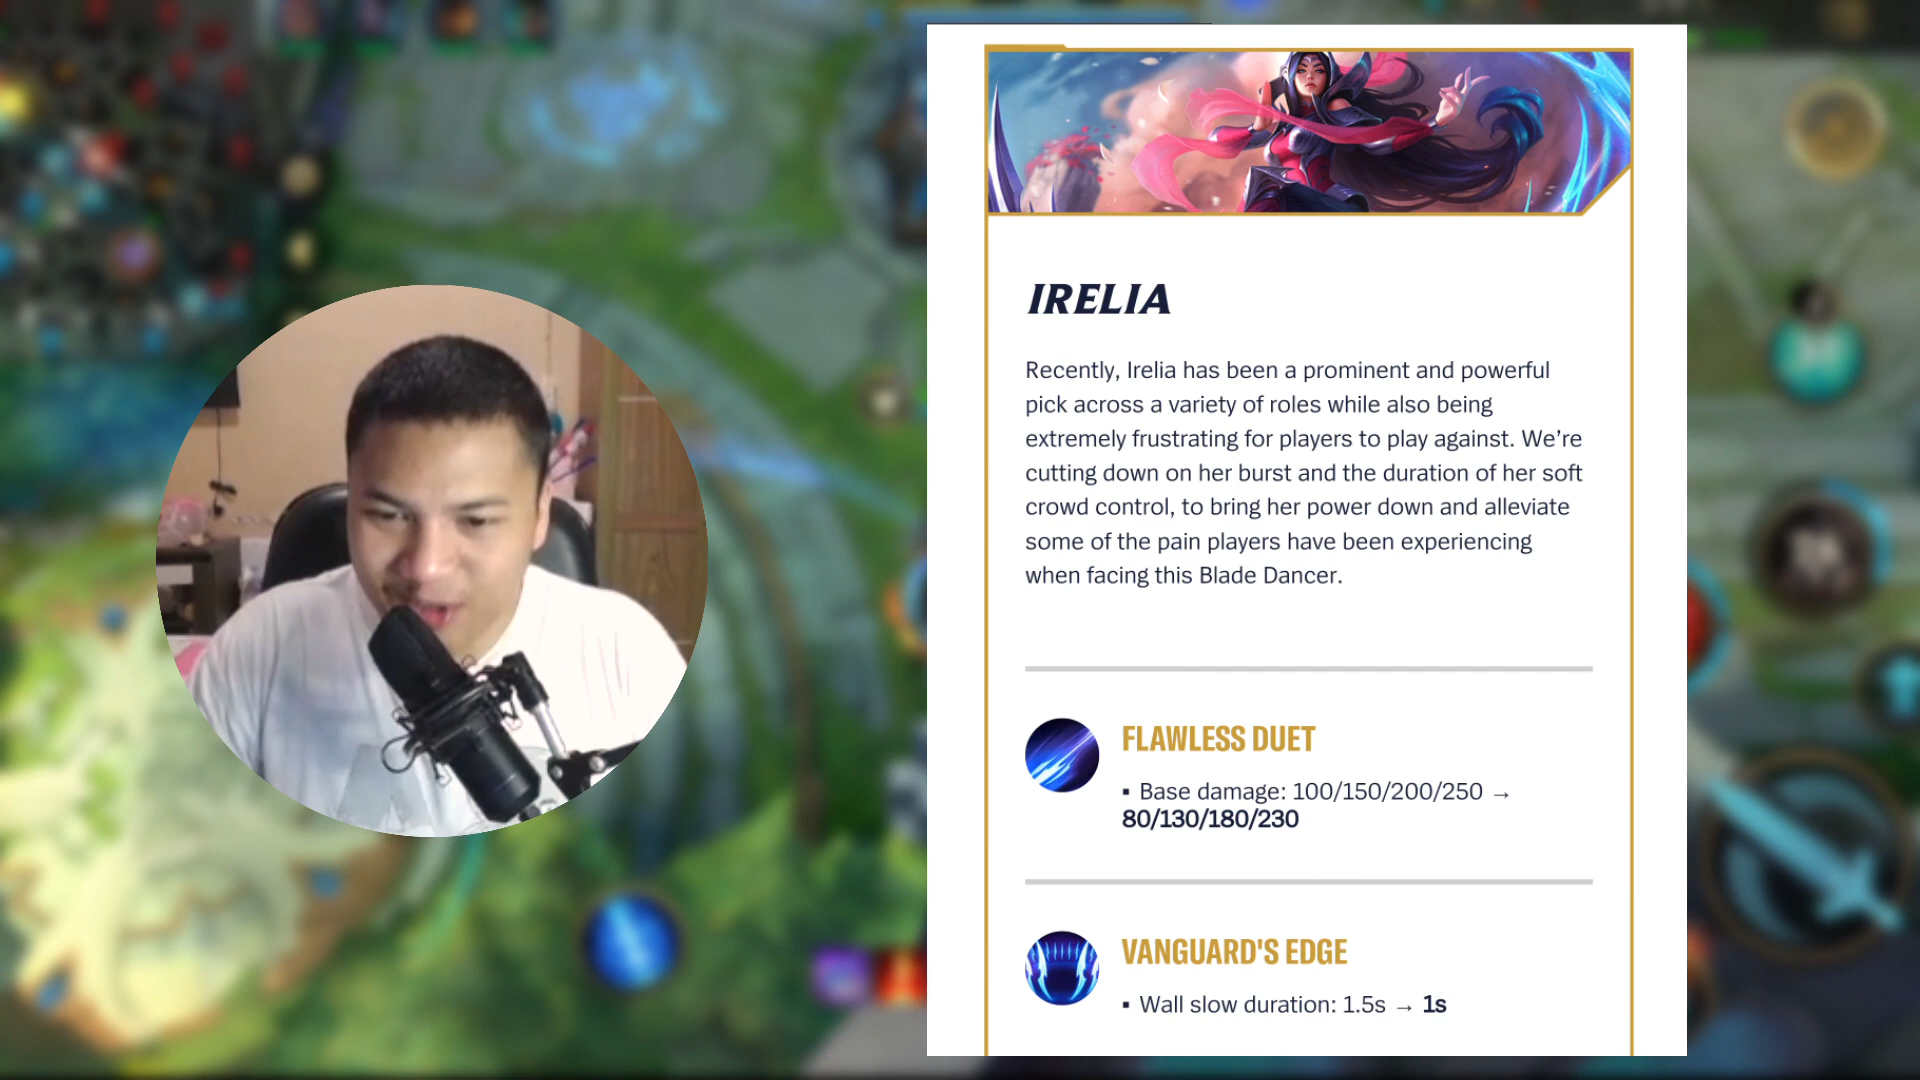 IRELIA
Recently, Irelia has been a prominent and powerful
pick across a variety of roles while also being
extremely frustrating for players to play against. We’re
cutting down on her burst and the duration of her soft
crowd control, to bring her power down and alleviate
some of the pain players have been experiencing
when facing this Blade Dancer.
FLAWLESS DUET
▪ Base damage: 100/150/200/250 →
80/130/180/230
VANGUARD'S EDGE
▪ Wall slow duration: 1.5s → 1s